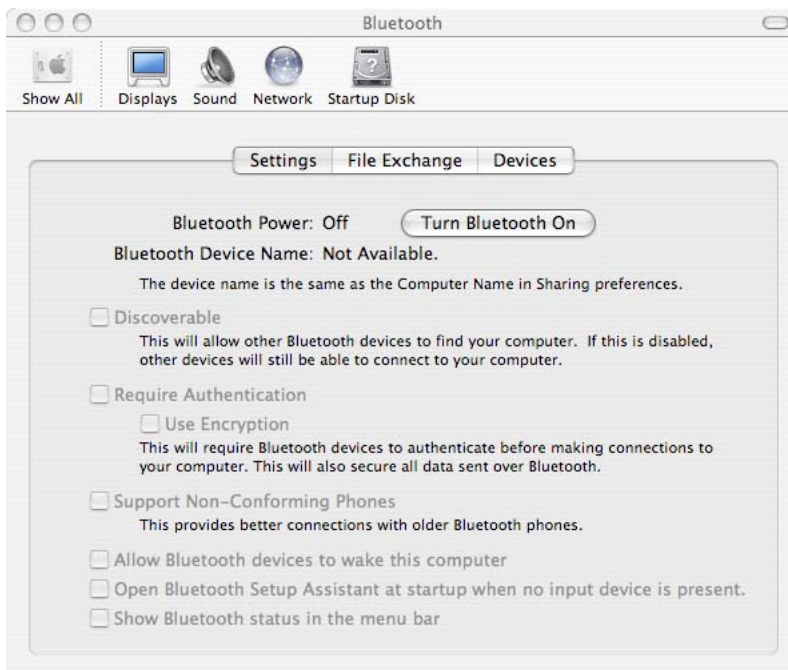 Bluetooth
Show All Displays Sound Network Startup Disk
Settings File Exchange Devices
Bluetooth Power: Off Turn Bluetooth On
Bluetooth Device Name: Not Available.
The device name is the same as the Computer Name in Sharing preferences.
Discoverable
This will allow other Bluetooth devices to find your computer. If this is disabled,
other devices will still be able to connect to your computer.
Require Authentication
Use Encryption
This will require Bluetooth devices to authenticate before making connections to
your computer. This will also secure all data sent over Bluetooth.
Support Non-Conforming Phones
This provides better connections with older Bluetooth phones.
Allow Bluetooth devices to wake this computer
Open Bluetooth Setup Assistant at startup when no input device is present.
Show Bluetooth status in the menu bar